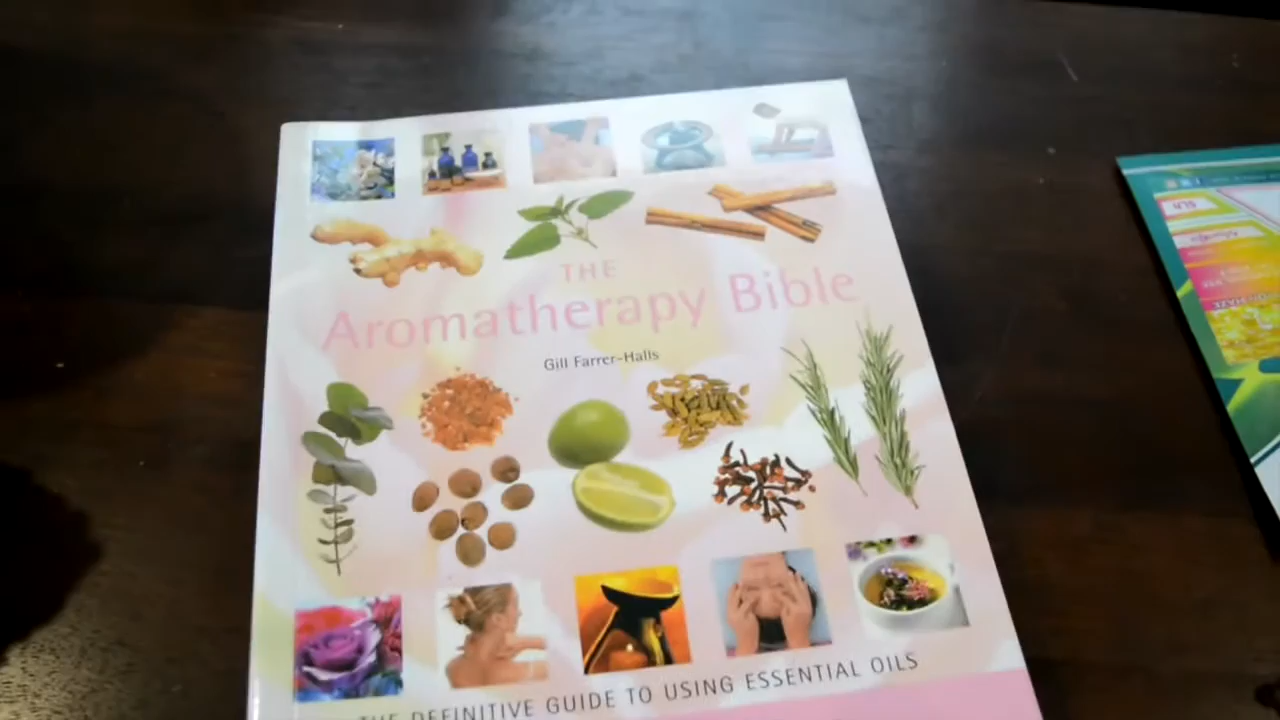 THE
Aromatherapy Bible
Gill Farrer-Halls
THE DEFINITIVE GUIDE TO USING ESSENTIAL OILS